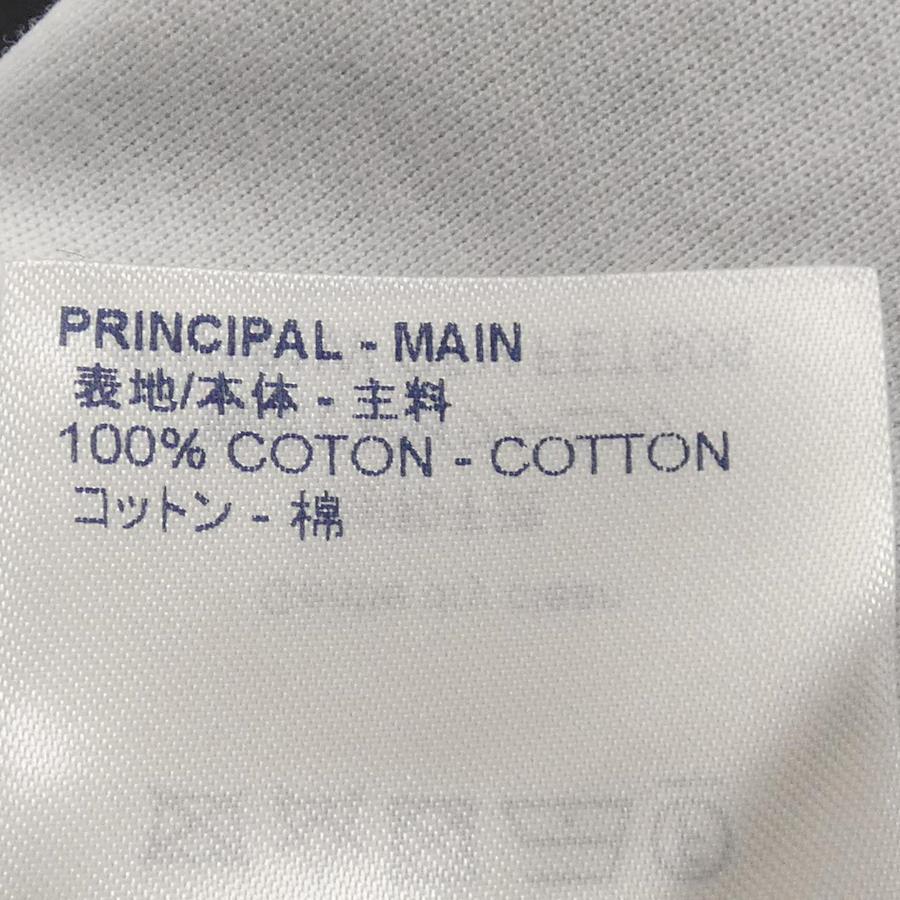 PRINCIPAL - MAIN
表地/本体 - 主料
100% COTON - COTTON
コットン - 棉